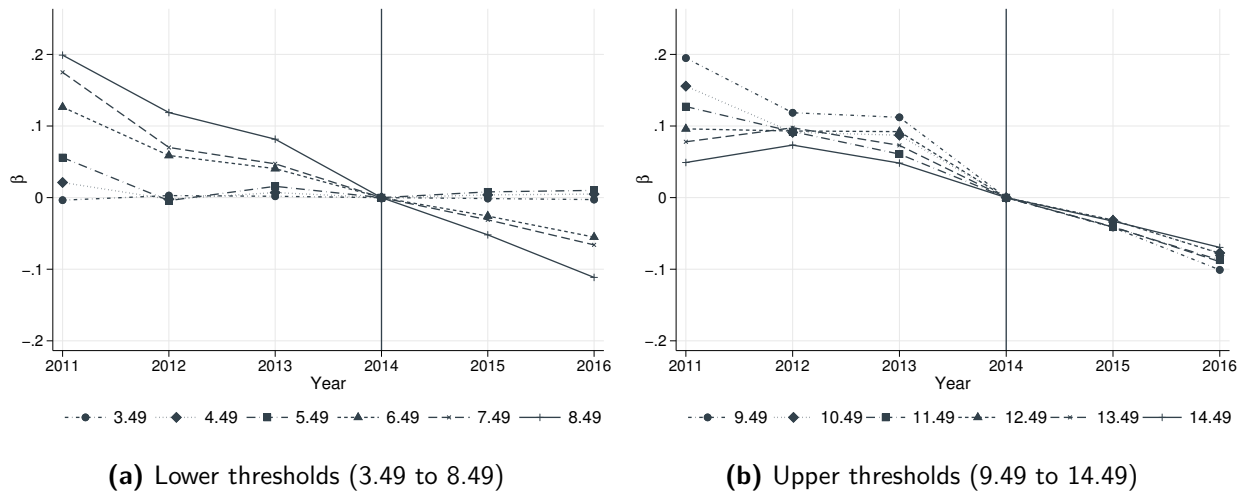 .2
.1
0
−.1
−.2
β
2011 2012 2013 2014 2015 2016
Year
3.49 4.49 5.49 6.49 7.49 8.49
(a) Lower thresholds (3.49 to 8.49)
.2
.1
0
−.1
−.2
β
2011 2012 2013 2014 2015 2016
Year
9.49 10.49 11.49 12.49 13.49 14.49
(b) Upper thresholds (9.49 to 14.49)